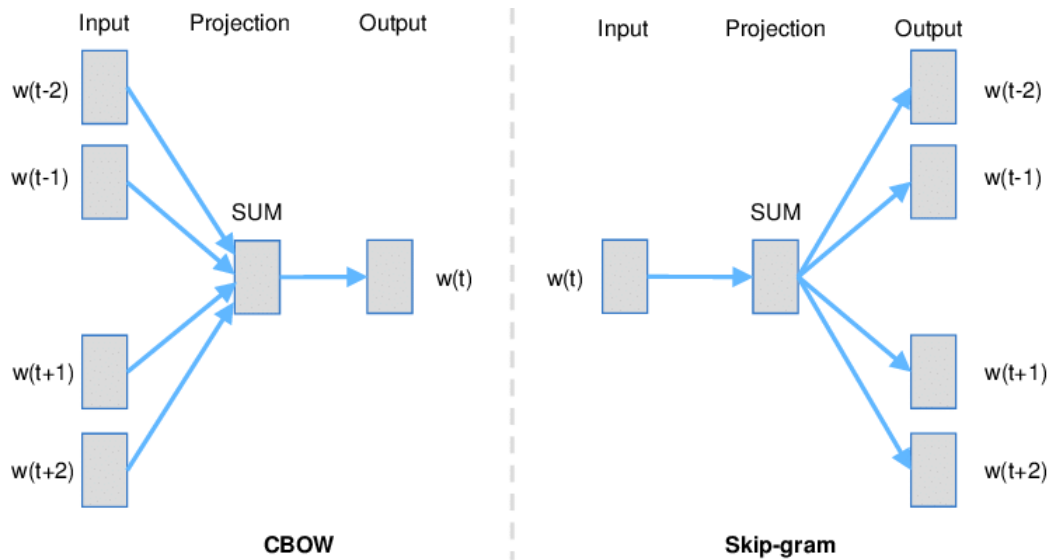 Input Projection Output
w(t-2)
w(t-1)
SUM
w(t)
w(t+1)
w(t+2)
CBOW
Input Projection Output
w(t-2)
w(t-1)
SUM
w(t)
w(t+1)
w(t+2)
Skip-gram